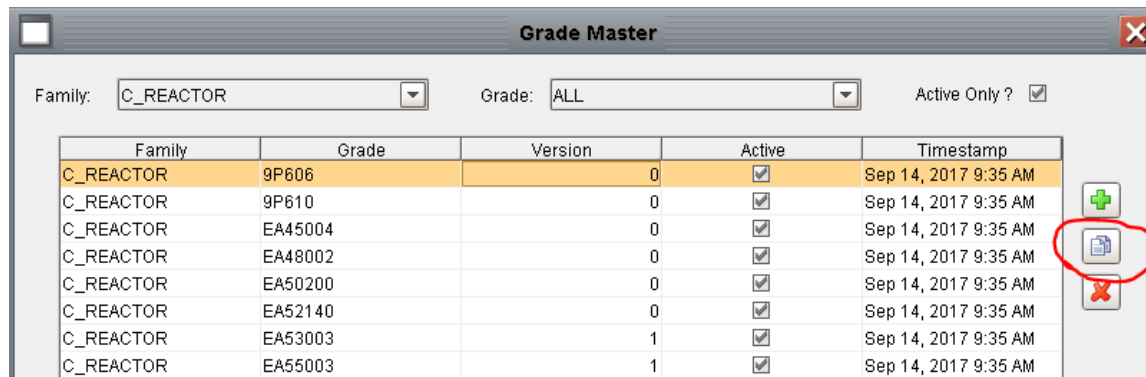 Grade Master
Family: C_REACTOR Grade: ALL Active Only ?
Family Grade Version Active Timestamp
C_REACTOR 9P606 0 Sep 14, 2017 9:35 AM
C_REACTOR 9P610 0 Sep 14, 2017 9:35 AM
C_REACTOR EA45004 0 Sep 14, 2017 9:35 AM
C_REACTOR EA48002 0 Sep 14, 2017 9:35 AM
C_REACTOR EA50200 0 Sep 14, 2017 9:35 AM
C_REACTOR EA52140 0 Sep 14, 2017 9:35 AM
C_REACTOR EA53003 1 Sep 14, 2017 9:35 AM
C_REACTOR EA55003 1 Sep 14, 2017 9:35 AM